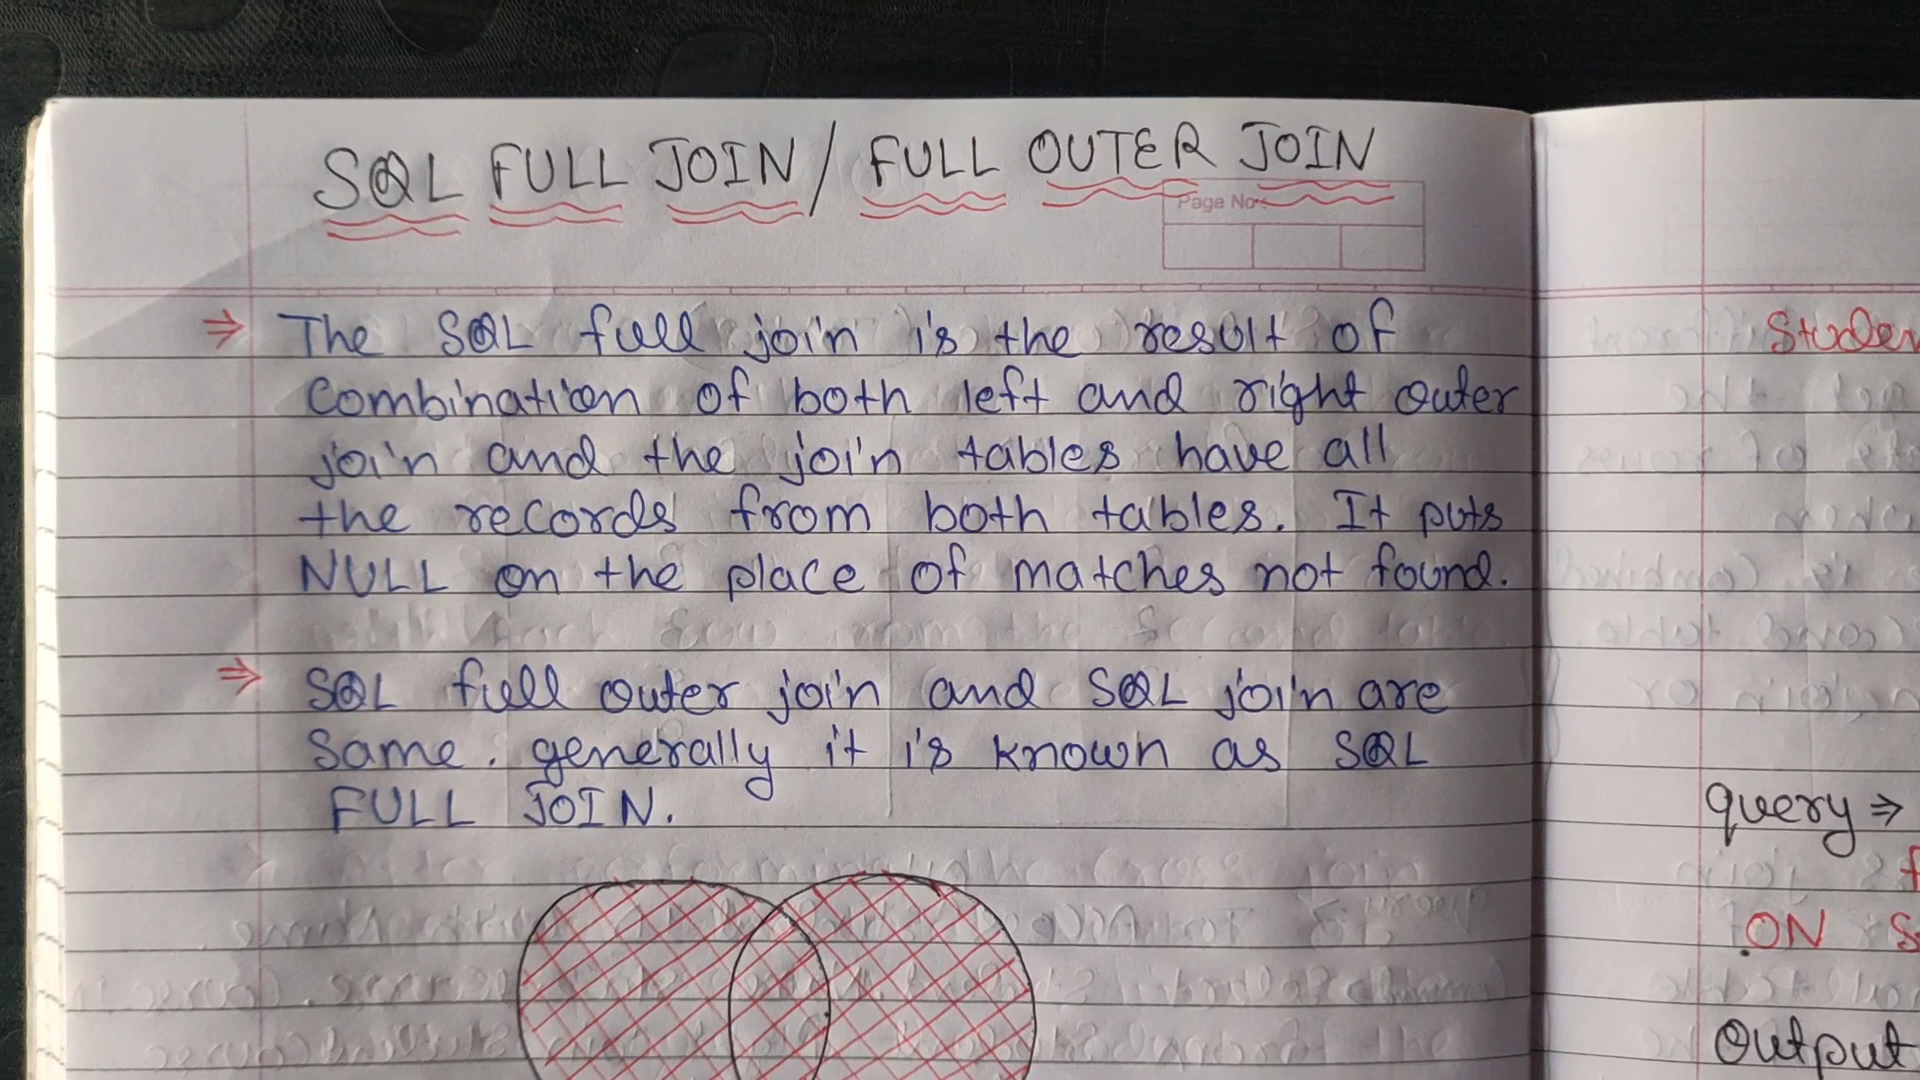 SQL FULL JOIN / FULL OUTER JOIN
Page No.
⇒ The SQL full join is the result of
combination of both left and right outer
join and the join tables have all
the records from both tables. It puts
NULL on the place of matches not found.
⇒ SQL full outer join and SQL join are
same. generally it is known as SQL
FULL JOIN.
Studen
query ⇒
ON S
Output